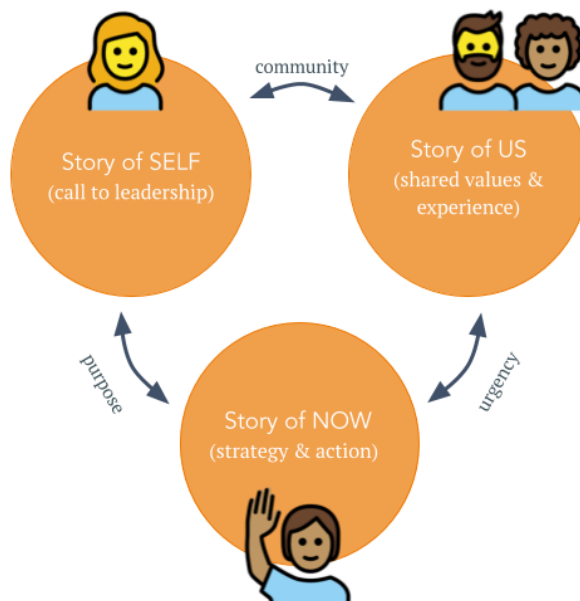 community
Story of SELF
(call to leadership)
Story of US
(shared values &
experience)
purpose
urgency
Story of NOW
(strategy & action)